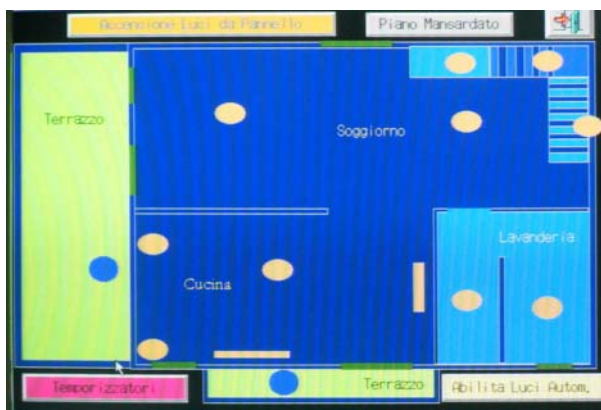 Accensione Luci da Pannello
Piano Mansardato
Terrazzo
Soggiorno
Lavanderia
Cucina
Temporizzatori
Terrazzo
Abilita Luci Autom.